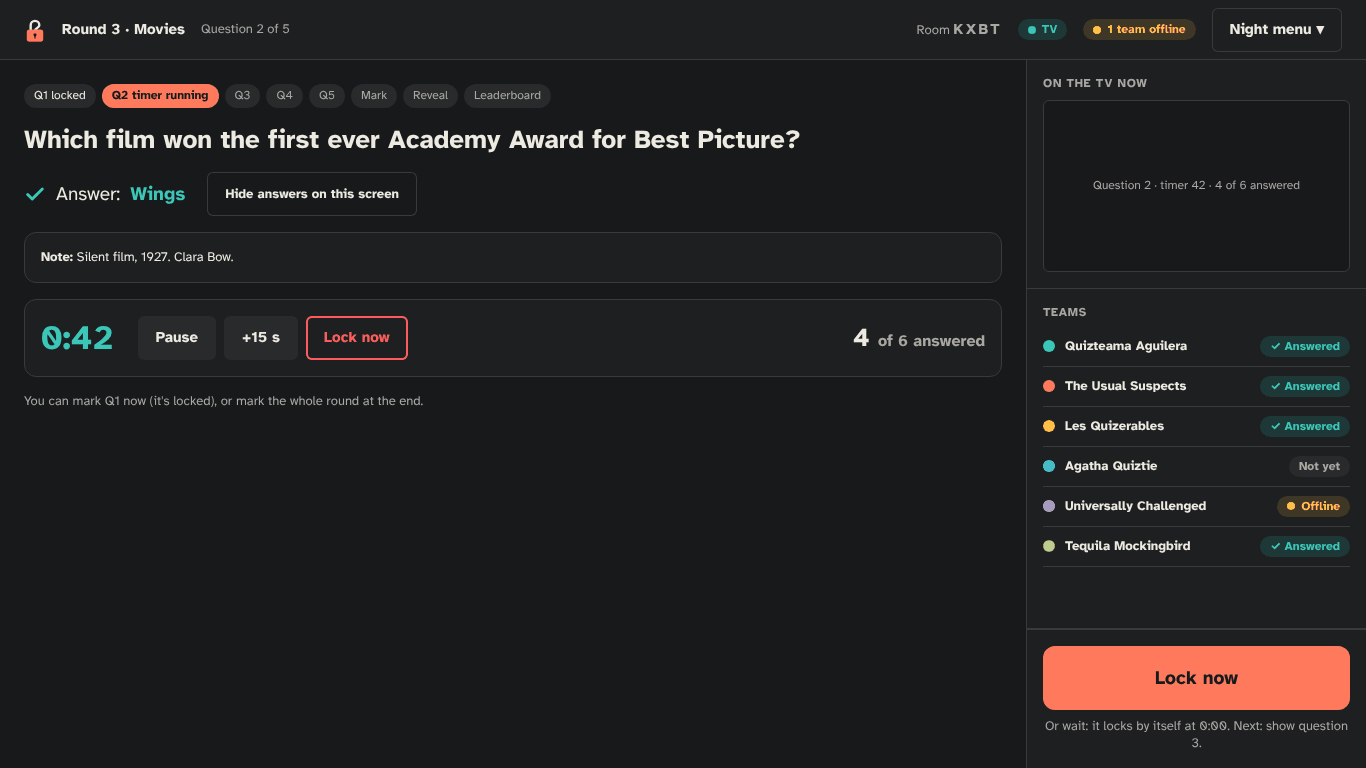 Round 3 · Movies
Question 2 of 5
Room KXBT
TV
1 team offline
Night menu ▾
Q1 locked
Q2 timer running
Q3
Q4
Q5
Mark
Reveal
Leaderboard
Which film won the first ever Academy Award for Best Picture?
Answer: Wings
Hide answers on this screen
Note: Silent film, 1927. Clara Bow.
0:42
Pause
+15 s
Lock now
4 of 6 answered
You can mark Q1 now (it's locked), or mark the whole round at the end.
ON THE TV NOW
Question 2 · timer 42 · 4 of 6 answered
TEAMS
Quizteama Aguilera
✓ Answered
The Usual Suspects
✓ Answered
Les Quizerables
✓ Answered
Agatha Quiztie
Not yet
Universally Challenged
Offline
Tequila Mockingbird
✓ Answered
Lock now
Or wait: it locks by itself at 0:00. Next: show question
3.